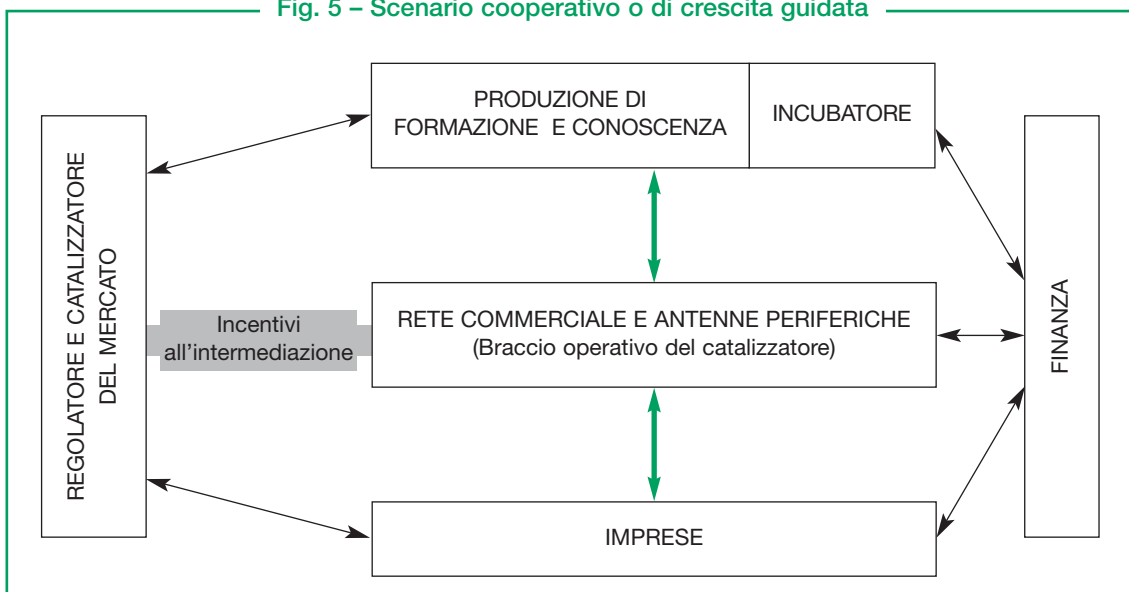 Fig. 5 – Scenario cooperativo o di crescita guidata
PRODUZIONE DI
FORMAZIONE E CONOSCENZA
INCUBATORE
REGOLATORE E CATALIZZATORE
DEL MERCATO
Incentivi
all'intermediazione
RETE COMMERCIALE E ANTENNE PERIFERICHE
(Braccio operativo del catalizzatore)
FINANZA
IMPRESE